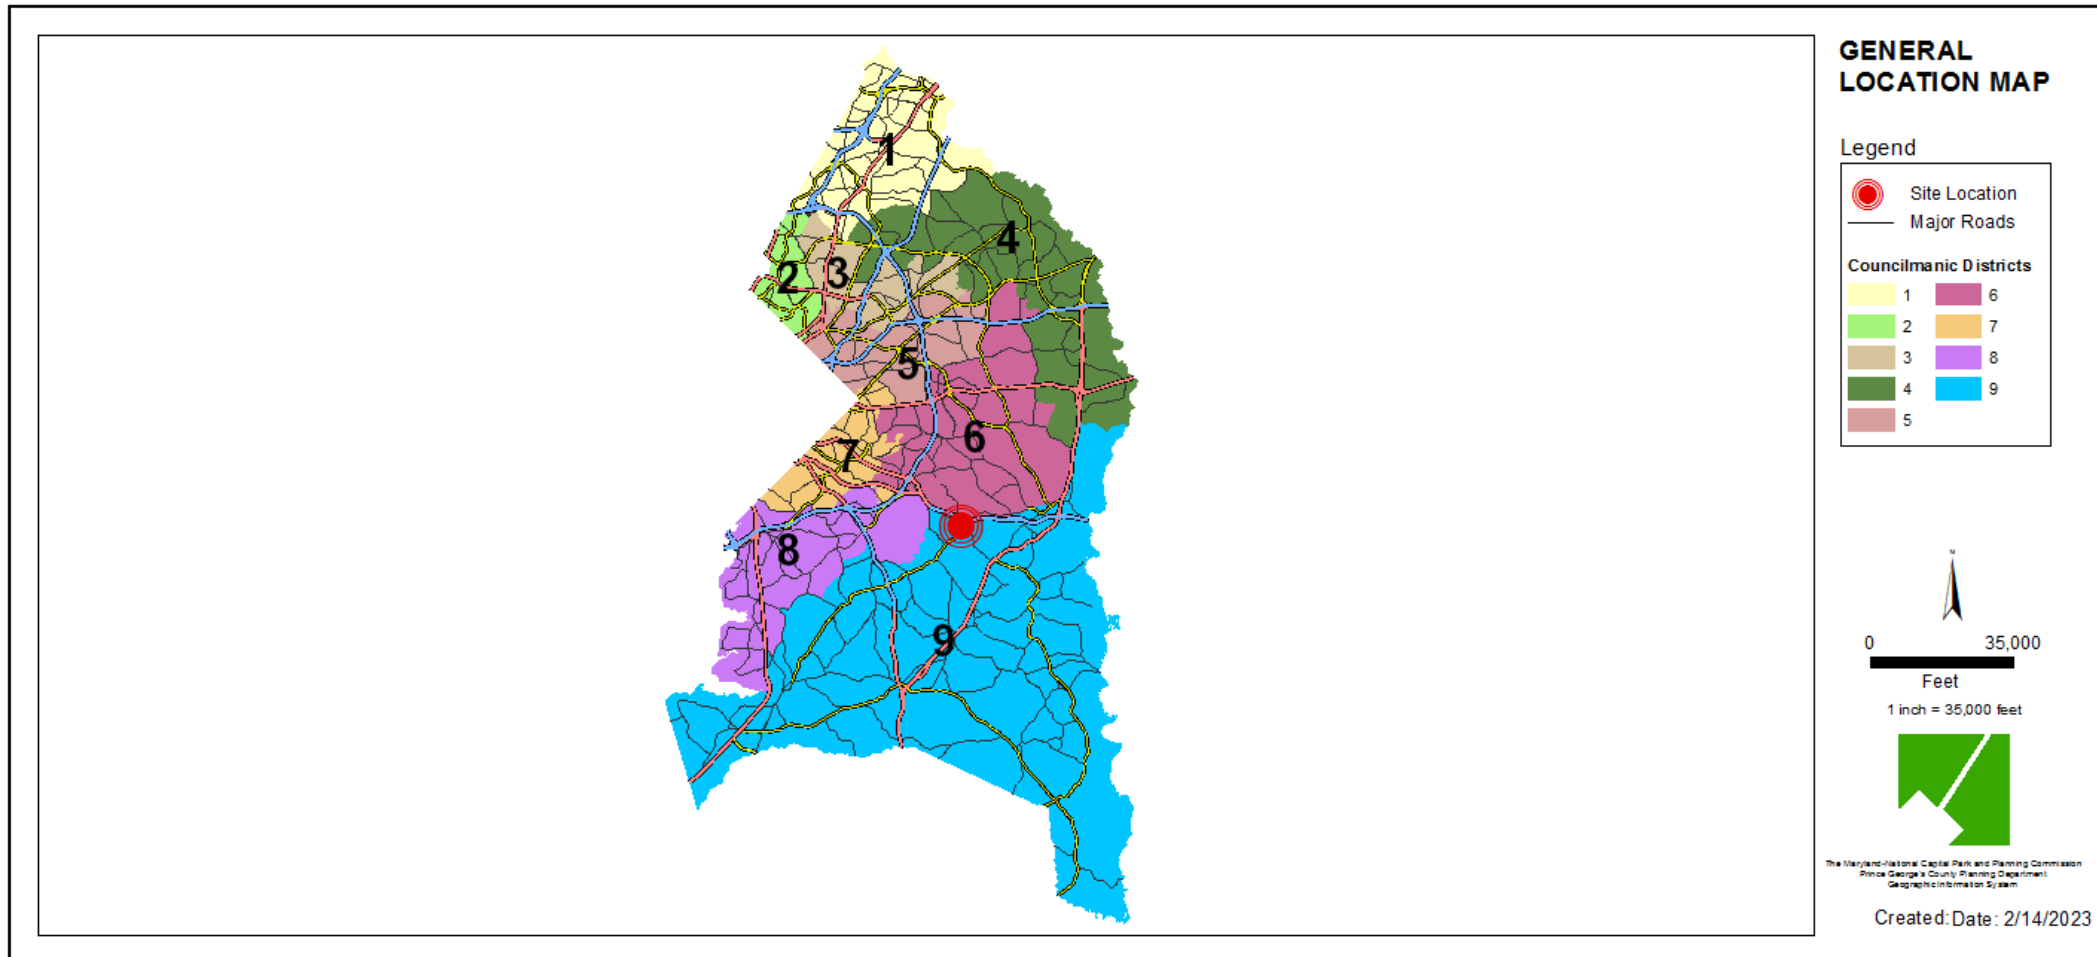 GENERAL
LOCATION MAP
Legend
Site Location
Major Roads
Councilmanic Districts
1 6
2 7
3 8
4 9
5
1
4
2 3
5
6
7
8
9
N
0 35,000
Feet
1 inch = 35,000 feet
The Maryland-National Capital Park and Planning Commission
Prince George's County Planning Department
Geographic Information System
Created: Date: 2/14/2023